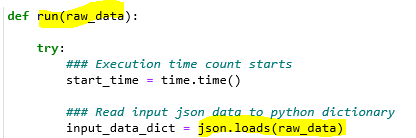 def run(raw_data):
try:
### Execution time count starts
start_time = time.time()
### Read input json data to python dictionary
input_data_dict = json.loads(raw_data)